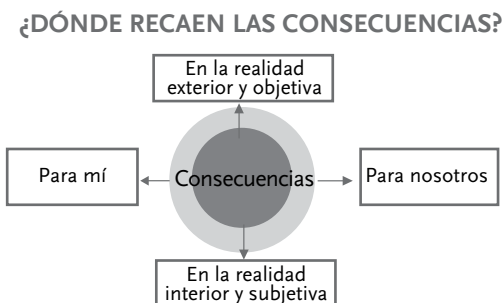 ¿DÓNDE RECAEN LAS CONSECUENCIAS?
En la realidad
exterior y objetiva
Para mí
Consecuencias
Para nosotros
En la realidad
interior y subjetiva